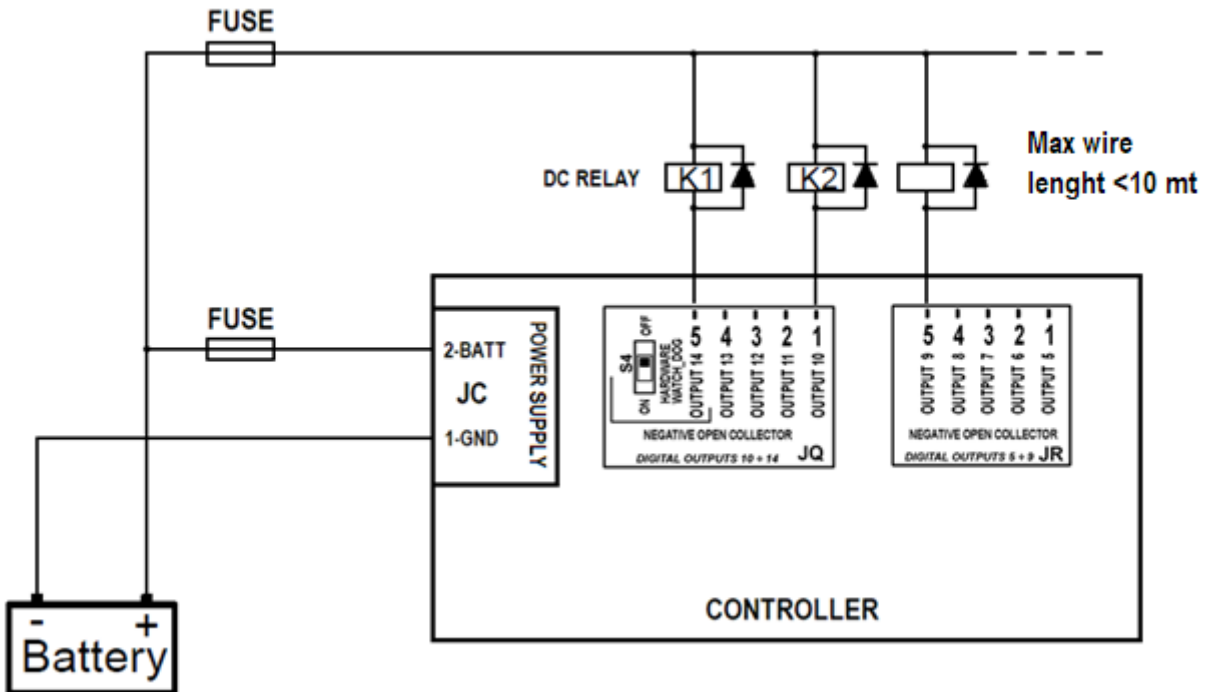 FUSE
DC RELAY
K1
K2
Max wire
lenght <10 mt
FUSE
2-BATT
JC
1-GND
POWER SUPPLY
S4
OFF
ON
HARDWARE
WATCH_DOG
5 4 3 2 1
OUTPUT 14
OUTPUT 13
OUTPUT 12
OUTPUT 11
OUTPUT 10
NEGATIVE OPEN COLLECTOR
DIGITAL OUTPUTS 10 ÷ 14 JQ
5 4 3 2 1
OUTPUT 9
OUTPUT 8
OUTPUT 7
OUTPUT 6
OUTPUT 5
NEGATIVE OPEN COLLECTOR
DIGITAL OUTPUTS 5 ÷ 9 JR
CONTROLLER
- +
Battery